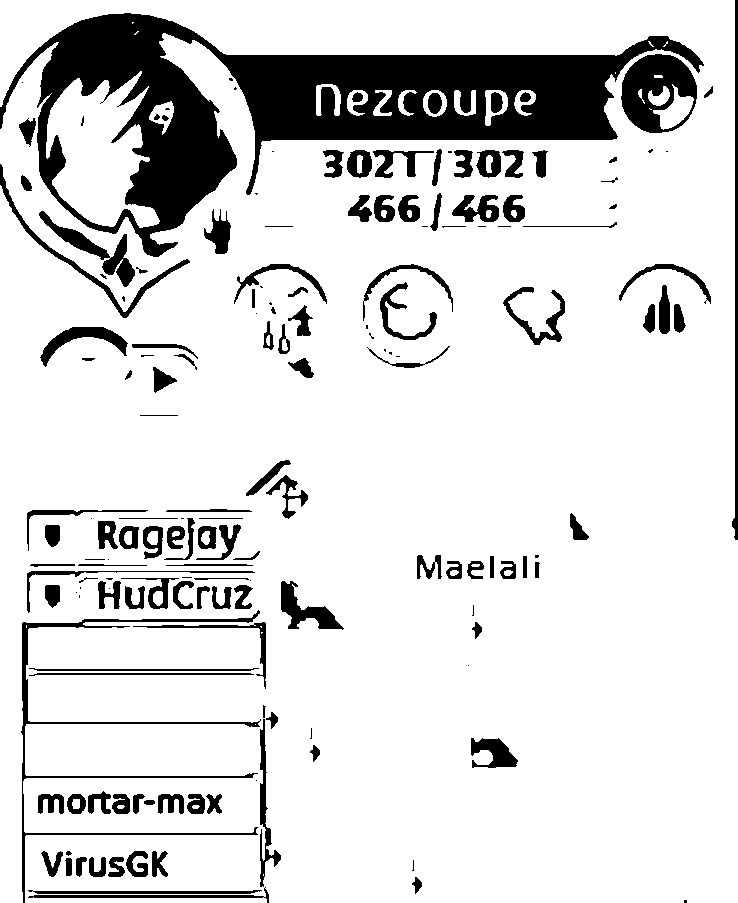 Nezcoupe
3021 / 3021
466 / 466
RageJay
Maelali
HudCruz
mortar-max
VirusGK